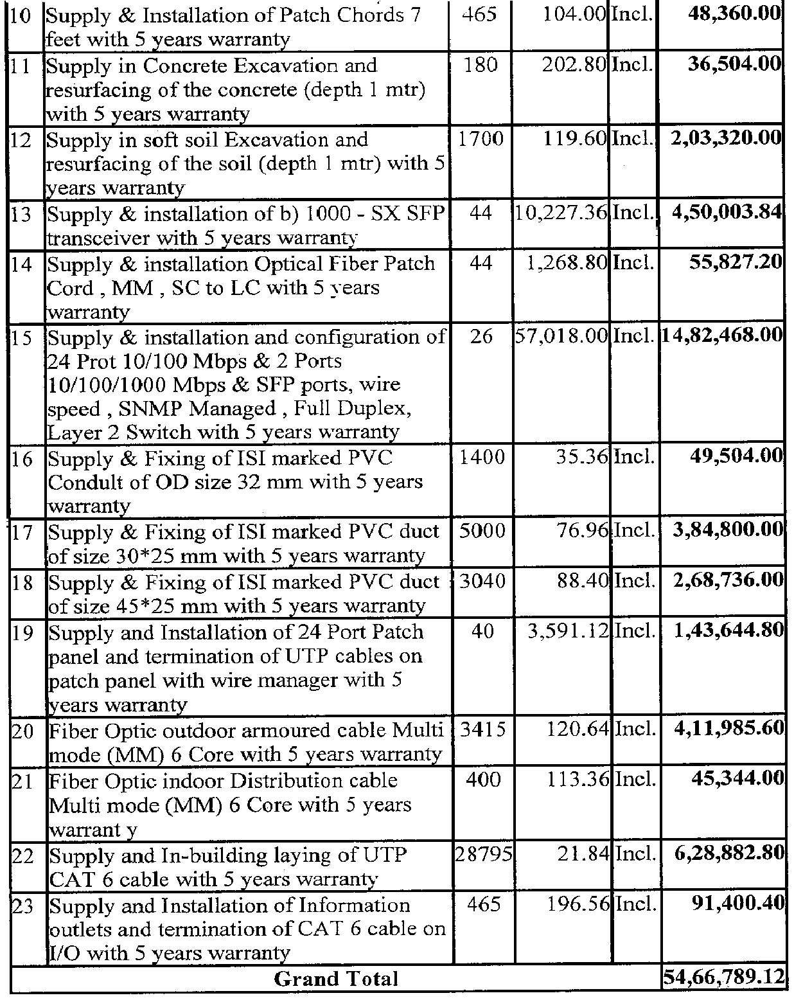 10 Supply & Installation of Patch Chords 7 465 104.00 Incl. 48,360.00
feet with 5 years warranty
11 Supply in Concrete Excavation and 180 202.80 Incl. 36,504.00
resurfacing of the concrete (depth 1 mtr)
with 5 years warranty
12 Supply in soft soil Excavation and 1700 119.60 Incl. 2,03,320.00
resurfacing of the soil (depth 1 mtr) with 5
years warranty
13 Supply & installation of b) 1000 - SX SFP 44 10,227.36 Incl. 4,50,003.84
transceiver with 5 years warranty
14 Supply & installation Optical Fiber Patch 44 1,268.80 Incl. 55,827.20
Cord , MM , SC to LC with 5 years
warranty
15 Supply & installation and configuration of 26 57,018.00 Incl. 14,82,468.00
24 Prot 10/100 Mbps & 2 Ports
10/100/1000 Mbps & SFP ports, wire
speed , SNMP Managed , Full Duplex,
Layer 2 Switch with 5 years warranty
16 Supply & Fixing of ISI marked PVC 1400 35.36 Incl. 49,504.00
Condult of OD size 32 mm with 5 years
warranty
17 Supply & Fixing of ISI marked PVC duct 5000 76.96 Incl. 3,84,800.00
of size 30*25 mm with 5 years warranty
18 Supply & Fixing of ISI marked PVC duct 3040 88.40 Incl. 2,68,736.00
of size 45*25 mm with 5 years warranty
19 Supply and Installation of 24 Port Patch 40 3,591.12 Incl. 1,43,644.80
panel and termination of UTP cables on
patch panel with wire manager with 5
years warranty
20 Fiber Optic outdoor armoured cable Multi 3415 120.64 Incl. 4,11,985.60
mode (MM) 6 Core with 5 years warranty
21 Fiber Optic indoor Distribution cable 400 113.36 Incl. 45,344.00
Multi mode (MM) 6 Core with 5 years
warrant y
22 Supply and In-building laying of UTP 28795 21.84 Incl. 6,28,882.80
CAT 6 cable with 5 years warranty
23 Supply and Installation of Information 465 196.56 Incl. 91,400.40
outlets and termination of CAT 6 cable on
I/O with 5 years warranty
Grand Total 54,66,789.12